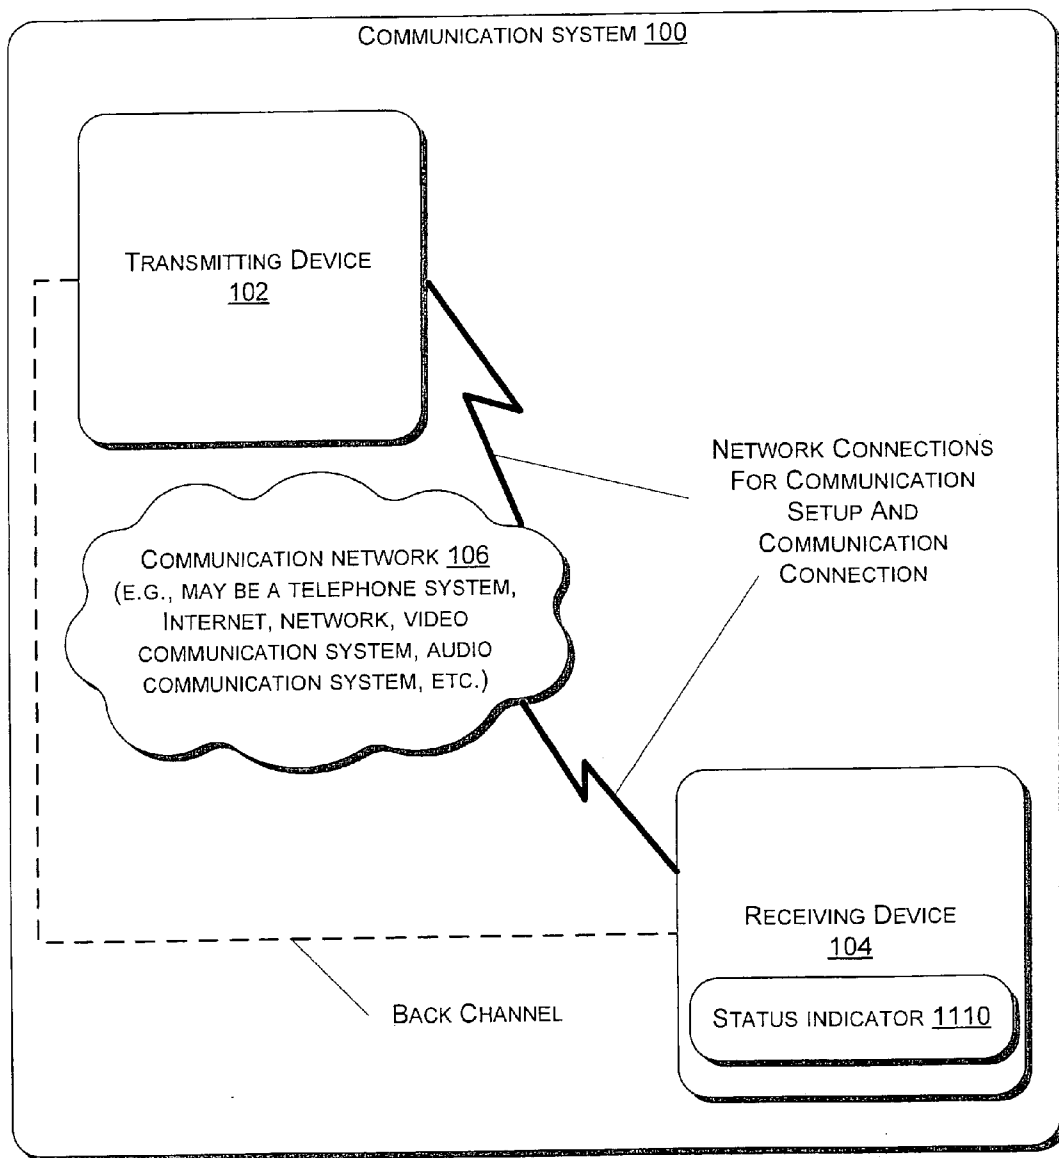 COMMUNICATION SYSTEM 100
TRANSMITTING DEVICE
102
NETWORK CONNECTIONS
FOR COMMUNICATION
SETUP AND
COMMUNICATION
CONNECTION
COMMUNICATION NETWORK 106
(E.G., MAY BE A TELEPHONE SYSTEM,
INTERNET, NETWORK, VIDEO
COMMUNICATION SYSTEM, AUDIO
COMMUNICATION SYSTEM, ETC.)
RECEIVING DEVICE
104
STATUS INDICATOR 1110
BACK CHANNEL